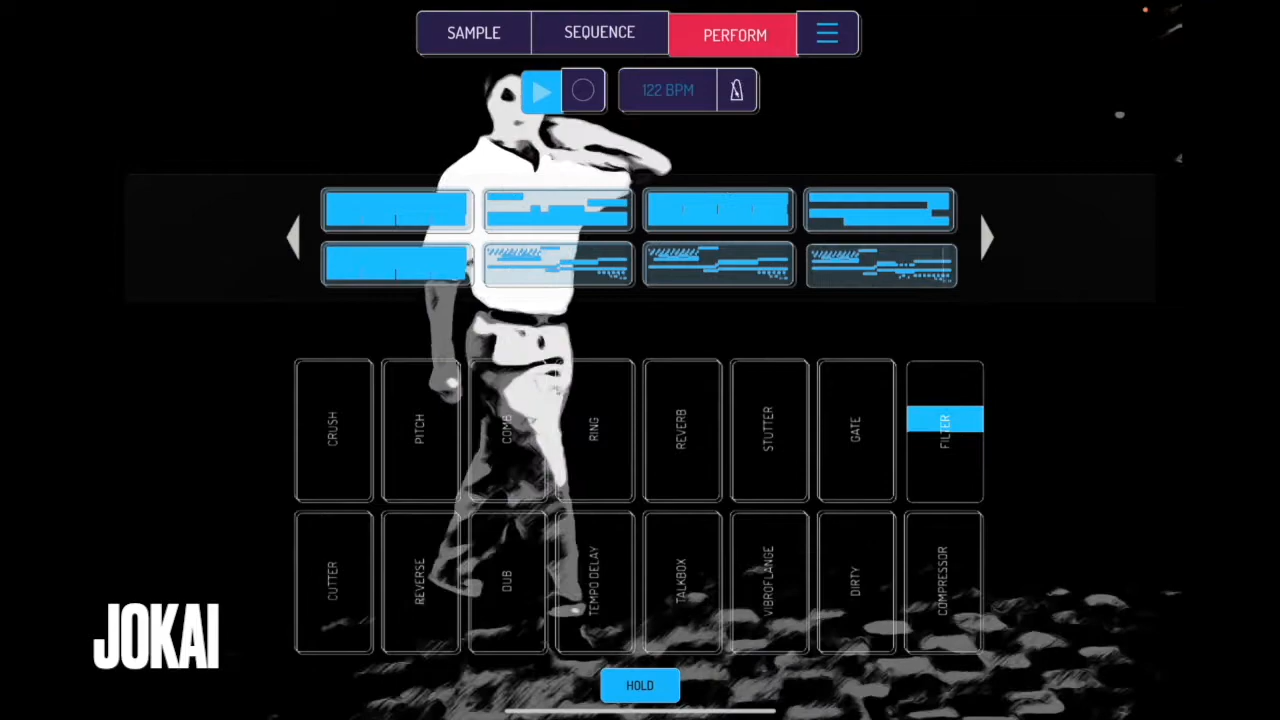 SAMPLE SEQUENCE PERFORM
122 BPM
CRUSH PITCH COMB RING REVERB STUTTER GATE FILTER
CUTTER REVERSE DUB TEMPO DELAY TALKBOX VIBROFLANGE DIRTY COMPRESSOR
JOKAI
HOLD